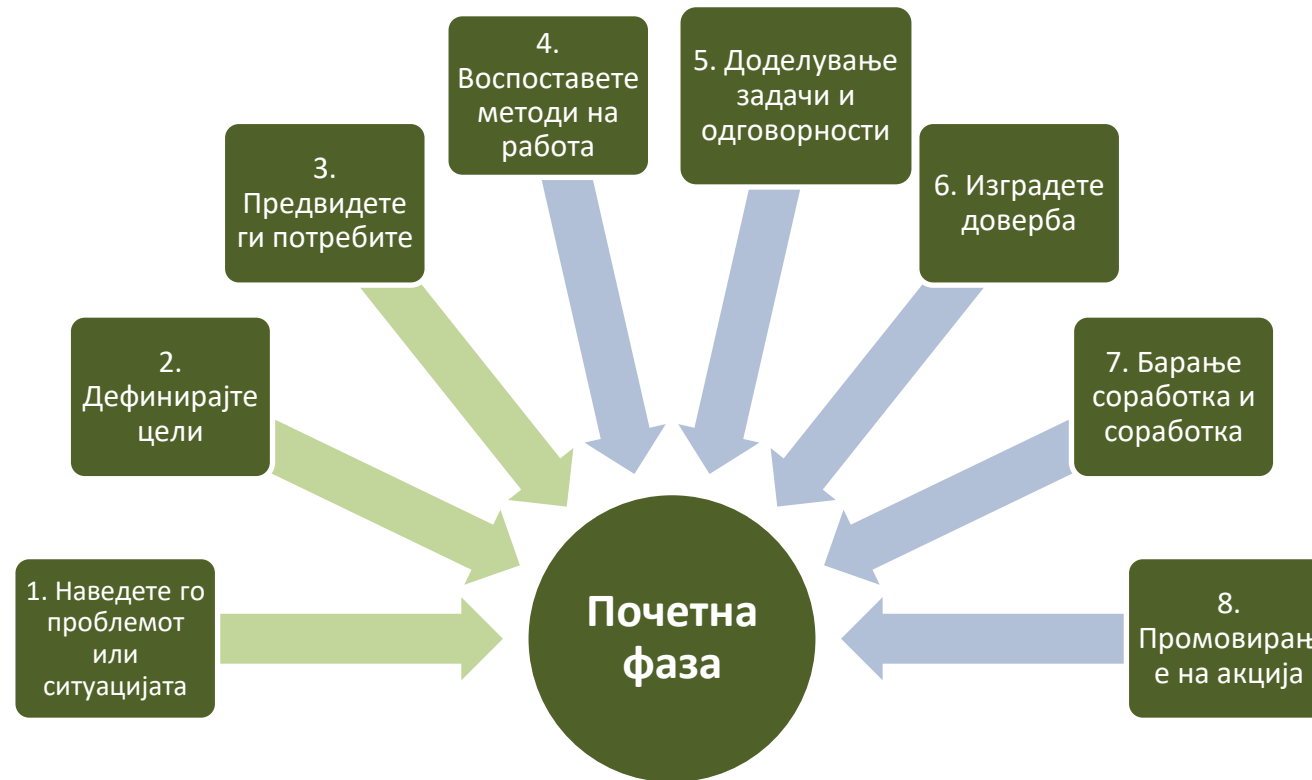 1. Наведете го
проблемот
или
ситуацијата
2.
Дефинирајте
цели
3.
Предвидете
ги потребите
4.
Воспоставете
методи на
работа
5. Доделување
задачи и
одговорности
6. Изградете
доверба
7. Барање
соработка и
соработка
8.
Промовирањ
е на акција
Почетна
фаза